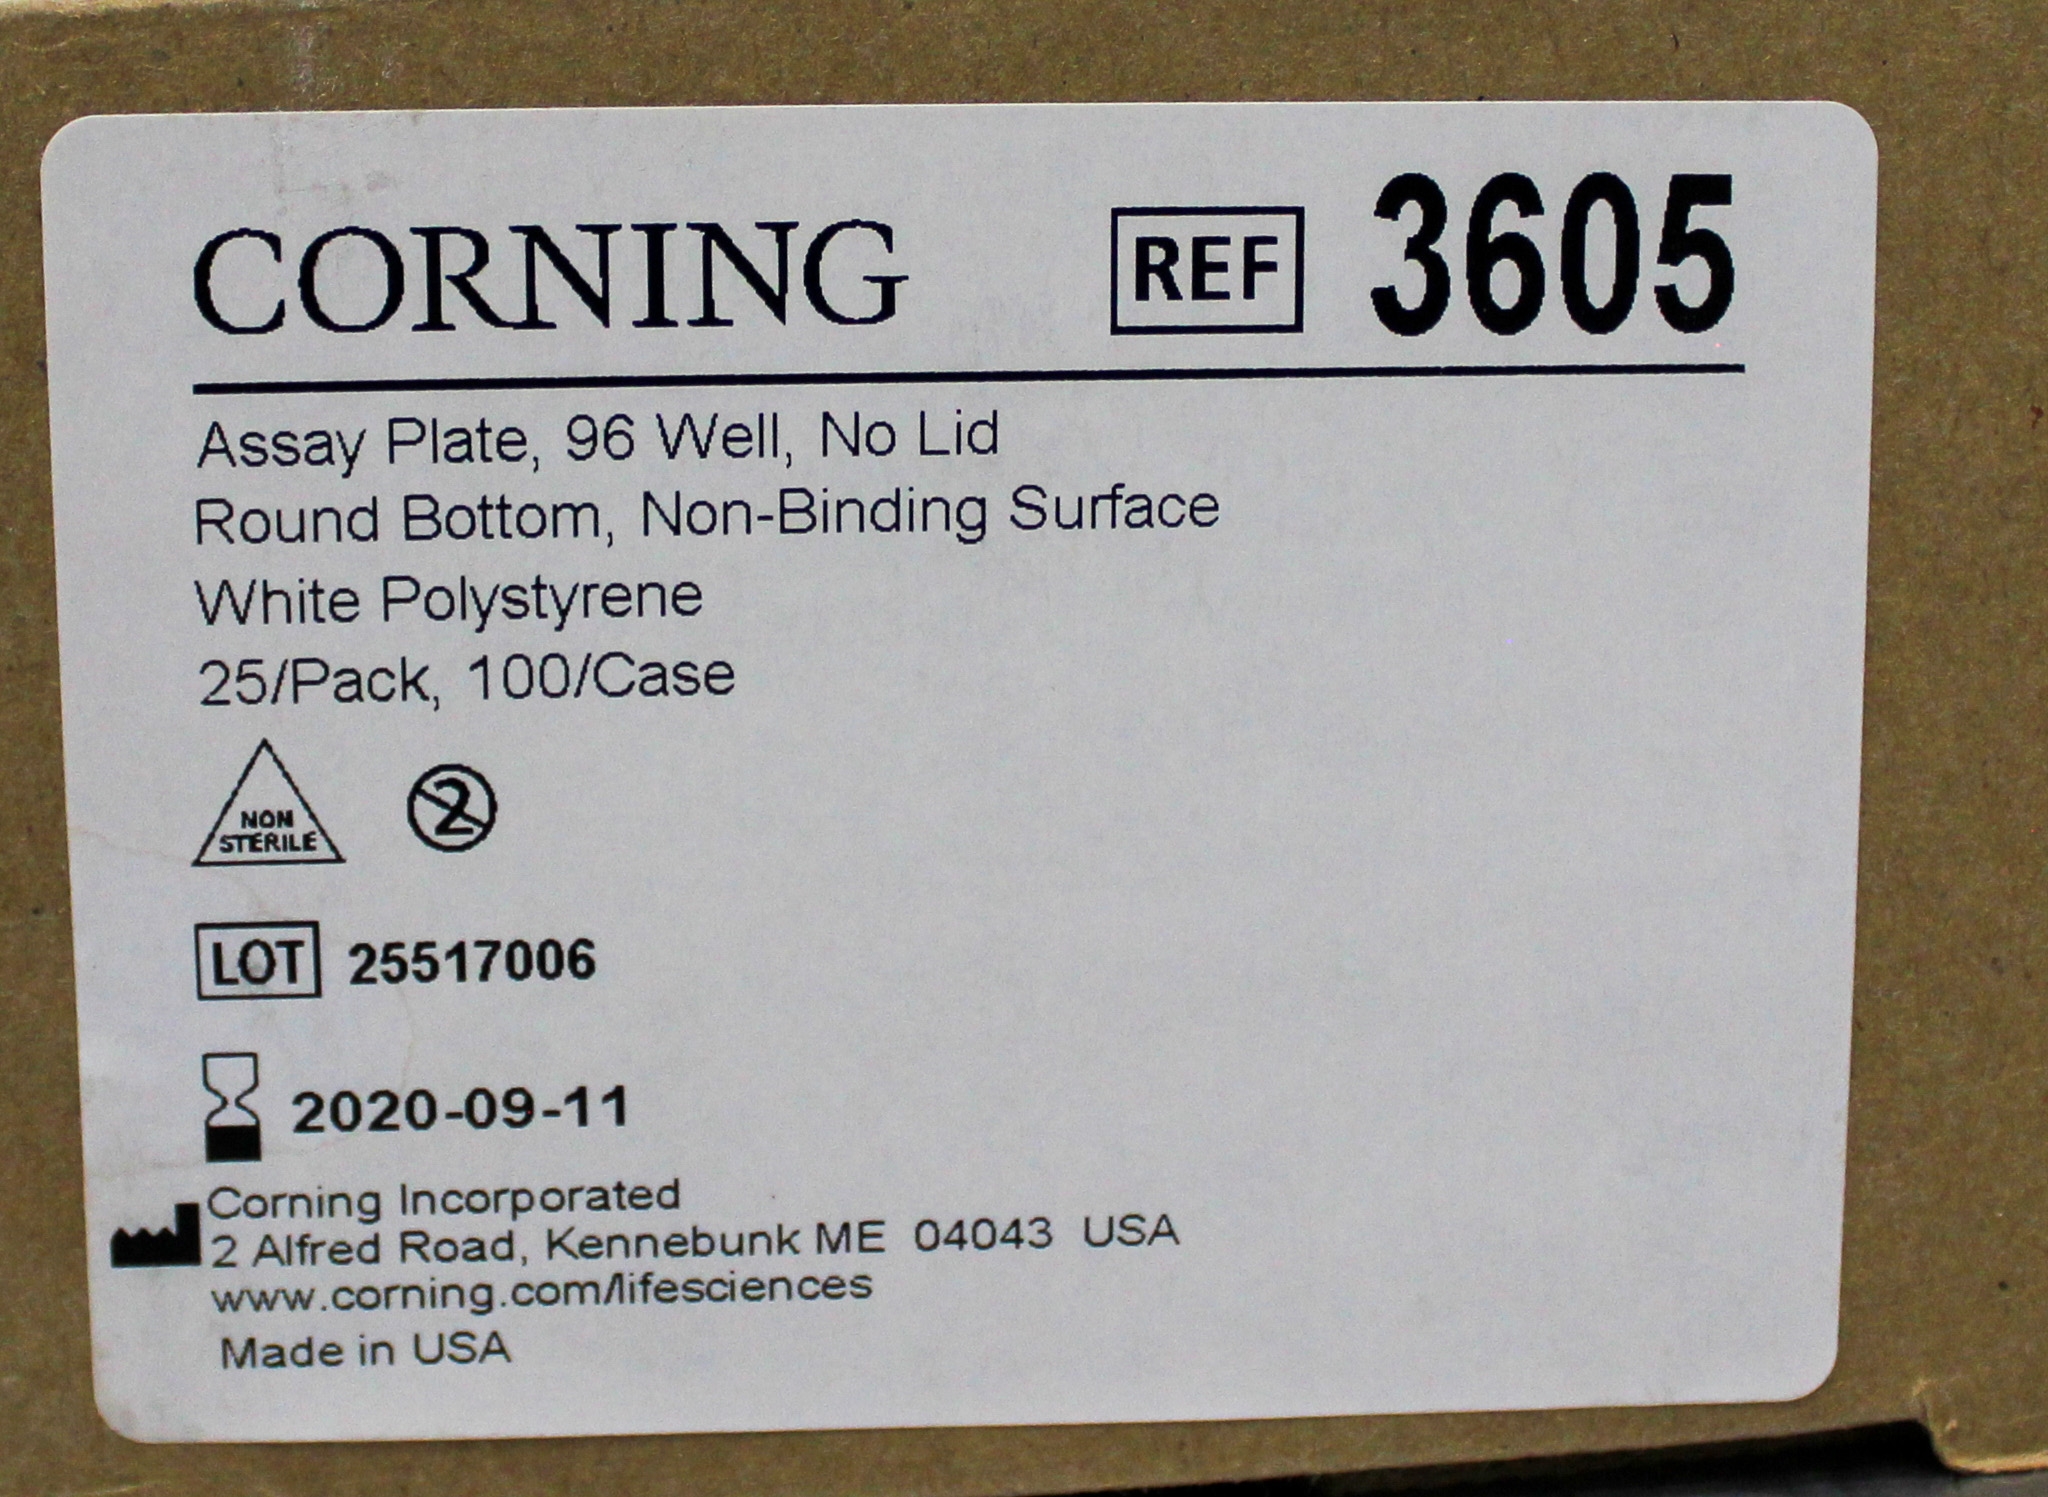 CORNING REF 3605
Assay Plate, 96 Well, No Lid
Round Bottom, Non-Binding Surface
White Polystyrene
25/Pack, 100/Case
NON
STERILE
2
LOT 25517006
2020-09-11
Corning Incorporated
2 Alfred Road, Kennebunk ME 04043 USA
www.corning.com/lifesciences
Made in USA